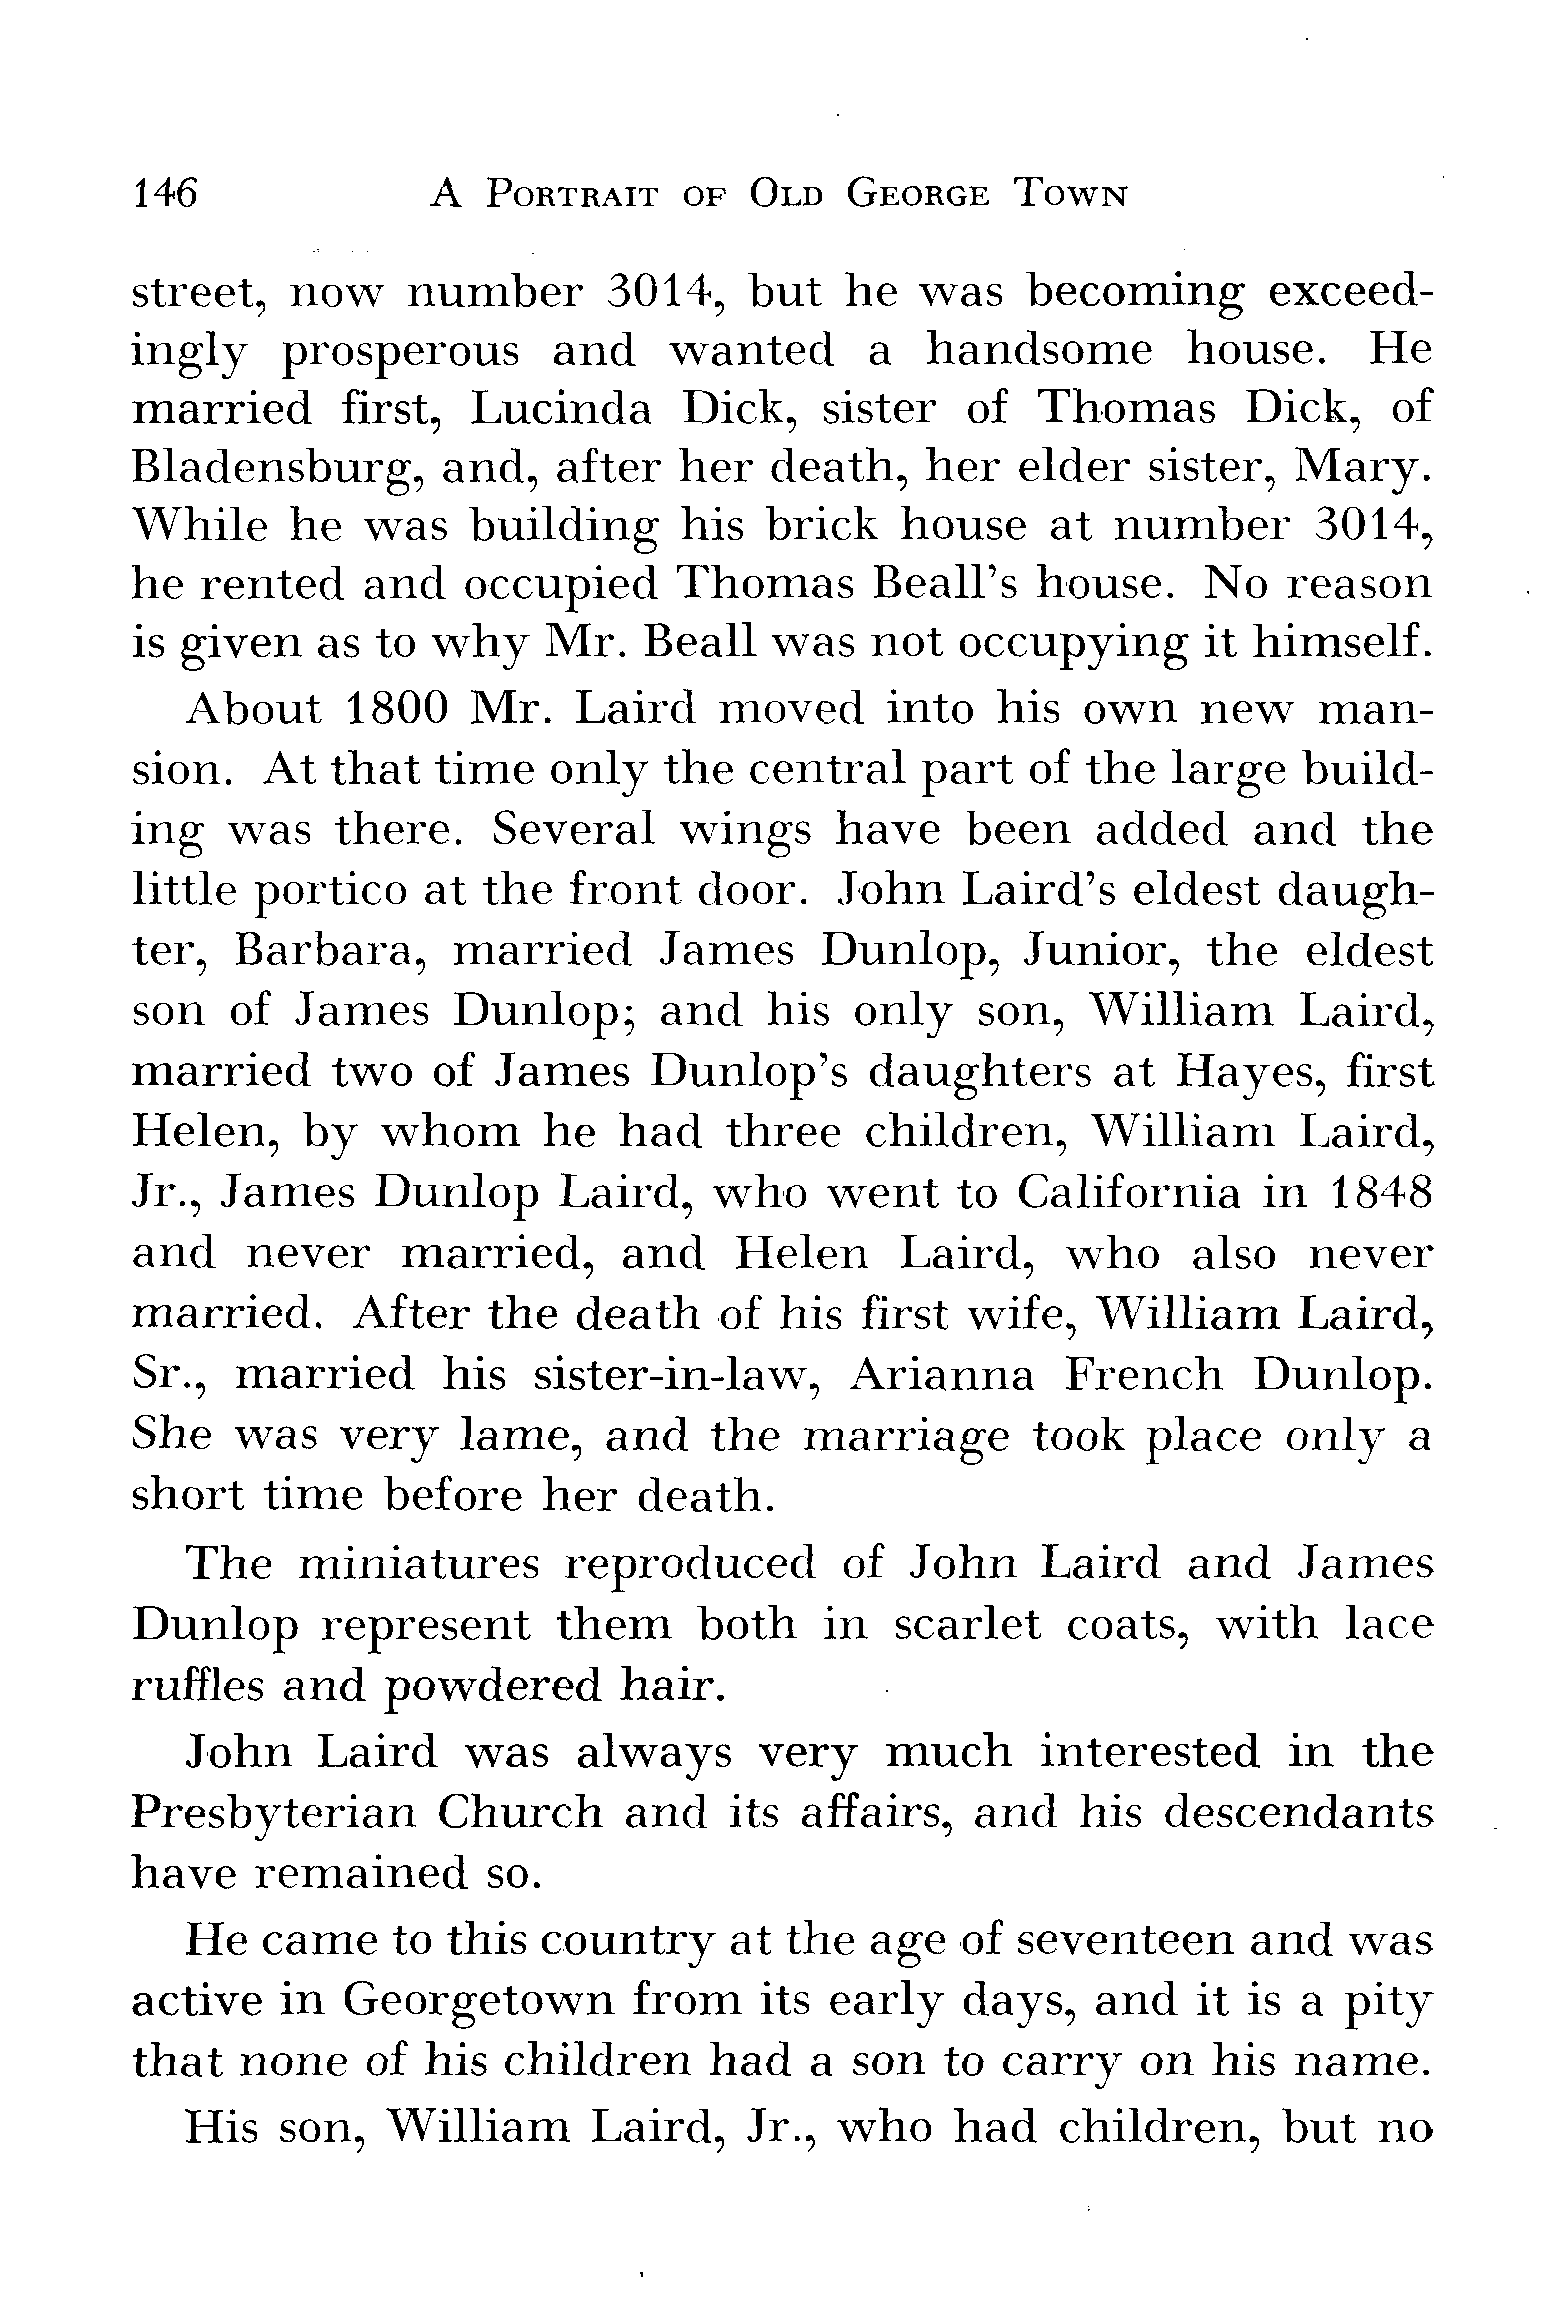 146 A Portrait of Old George Town
street, now number 3014, but he was becoming exceed-
ingly prosperous and wanted a handsome house. He
married first, Lucinda Dick, sister of Thomas Dick, of
Bladensburg, and, after her death, her elder sister, Mary.
While he was building his brick house at number 3014,
he rented and occupied Thomas Beall's house. No reason
is given as to why Mr. Beall was not occupying it himself.
About 1800 Mr. Laird moved into his own new man-
sion. At that time only the central part of the large build-
ing was there. Several wings have been added and the
little portico at the front door. John Laird's eldest daugh-
ter, Barbara, married James Dunlop, Junior, the eldest
son of James Dunlop; and his only son, William Laird,
married two of James Dunlop's daughters at Hayes, first
Helen, by whom he had three children, William Laird,
Jr., James Dunlop Laird, who went to California in 1848
and never married, and Helen Laird, who also never
married. After the death of his first wife, William Laird,
Sr., married his sister-in-law, Arianna French Dunlop.
She was very lame, and the marriage took place only a
short time before her death.
The miniatures reproduced of John Laird and James
Dunlop represent them both in scarlet coats, with lace
ruffles and powdered hair.
John Laird was always very much interested in the
Presbyterian Church and its affairs, and his descendants
have remained so.
He came to this country at the age of seventeen and was
active in Georgetown from its early days, and it is a pity
that none of his children had a son to carry on his name.
His son, William Laird, Jr., who had children, but no